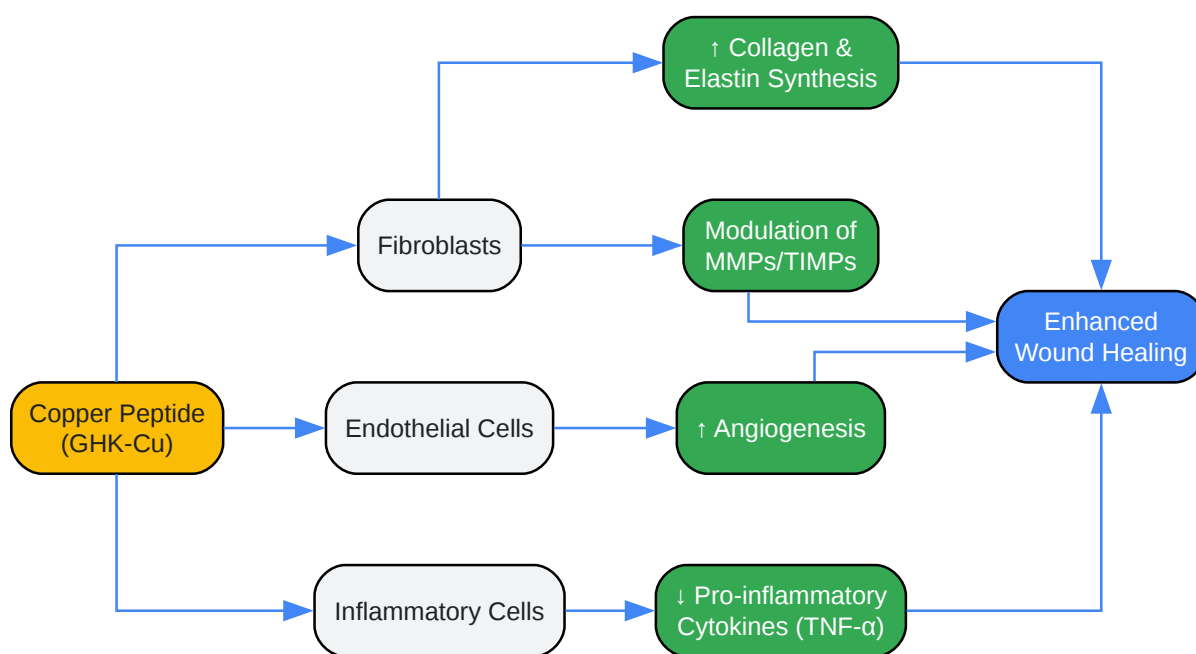 ↑ Collagen &
Elastin Synthesis
Fibroblasts
Modulation of
MMPs/TIMPs
Enhanced
Wound Healing
Copper Peptide
(GHK-Cu)
Endothelial Cells
↑ Angiogenesis
Inflammatory Cells
↓ Pro-inflammatory
Cytokines (TNF-α)